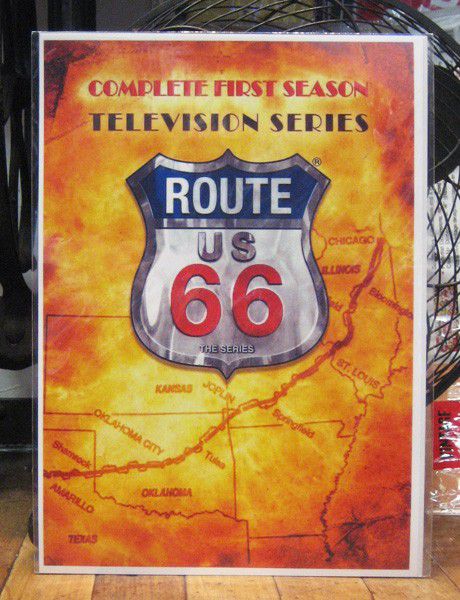 COMPLETE FIRST SEASON
TELEVISION SERIES
®
ROUTE
US
66
THE SERIES
CHICAGO
ILLINOIS
Bloomington
ST. LOUIS
KANSAS
JOPLIN
Springfield
OKLAHOMA CITY
Tulsa
Shamrock
AMARILLO
OKLAHOMA
TEXAS